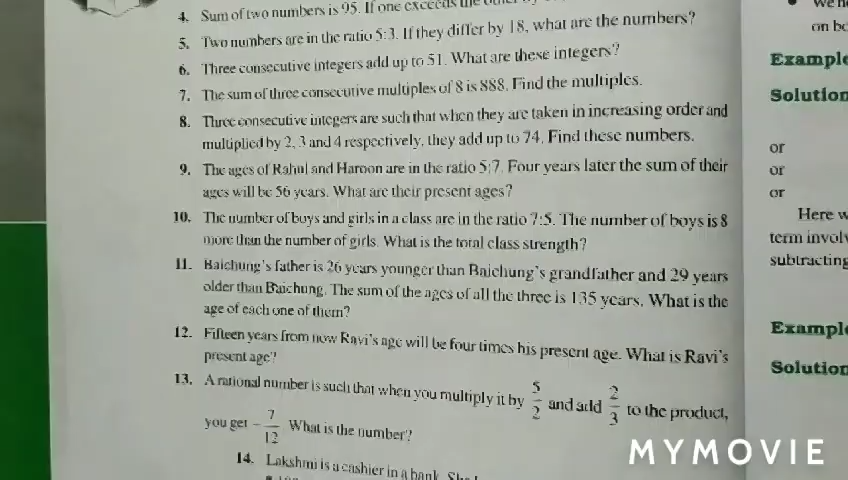 4. Sum of two numbers is 95. If one exceeds the other by
5. Two numbers are in the ratio 5:3. If they differ by 18, what are the numbers?
6. Three consecutive integers add up to 51. What are these integers?
7. The sum of three consecutive multiples of 8 is 888. Find the multiples.
8. Three consecutive integers are such that when they are taken in increasing order and
multiplied by 2, 3 and 4 respectively, they add up to 74. Find these numbers.
9. The ages of Rahul and Haroon are in the ratio 5:7. Four years later the sum of their
ages will be 56 years. What are their present ages?
10. The number of boys and girls in a class are in the ratio 7:5. The number of boys is 8
more than the number of girls. What is the total class strength?
11. Baichung's father is 26 years younger than Baichung's grandfather and 29 years
older than Baichung. The sum of the ages of all the three is 135 years. What is the
age of each one of them?
12. Fifteen years from now Ravi's age will be four times his present age. What is Ravi's
present age?
13. A rational number is such that when you multiply it by 5/2 and add 2/3 to the product,
you get -7/12. What is the number?
14. Lakshmi is a cashier in a bank.
on
Example
Solution
or
or
or
Here
term
subtracting
Example
Solution
MYMOVIE